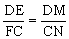 DE/FC = DM/CN